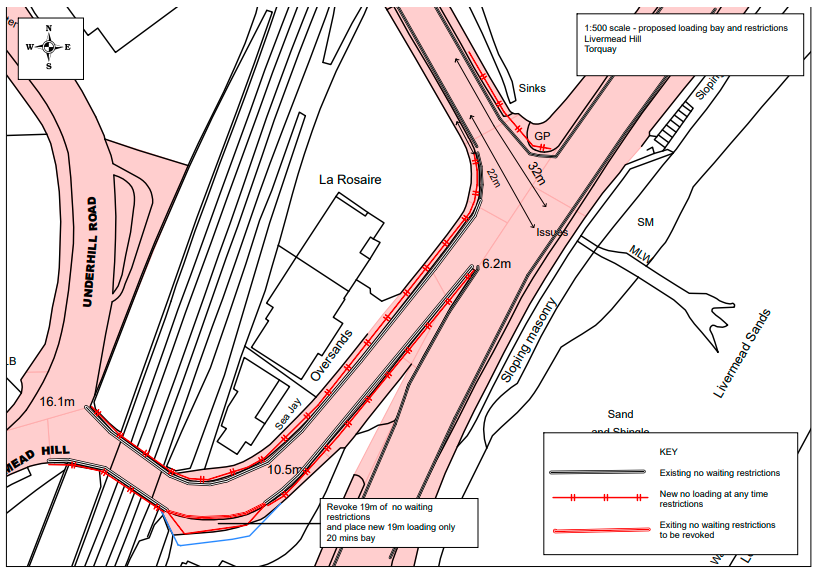 N
W
E
S
1:500 scale - proposed loading bay and restrictions
Livermead Hill
Torquay
Sinks
GP
Sloping
La Rosaire
22m
32m
UNDERHILL ROAD
SM
Issues
MLW
6.2m
Sloping masonry
Oversands
Livermead Sands
LB
16.1m
Sea Jay
Sand
and Shingle
MEAD HILL
10.5m
KEY
Existing no waiting restrictions
New no loading at any time
restrictions
Exiting no waiting restrictions
to be revoked
Revoke 19m of no waiting
restrictions
and place new 19m loading only
20 mins bay